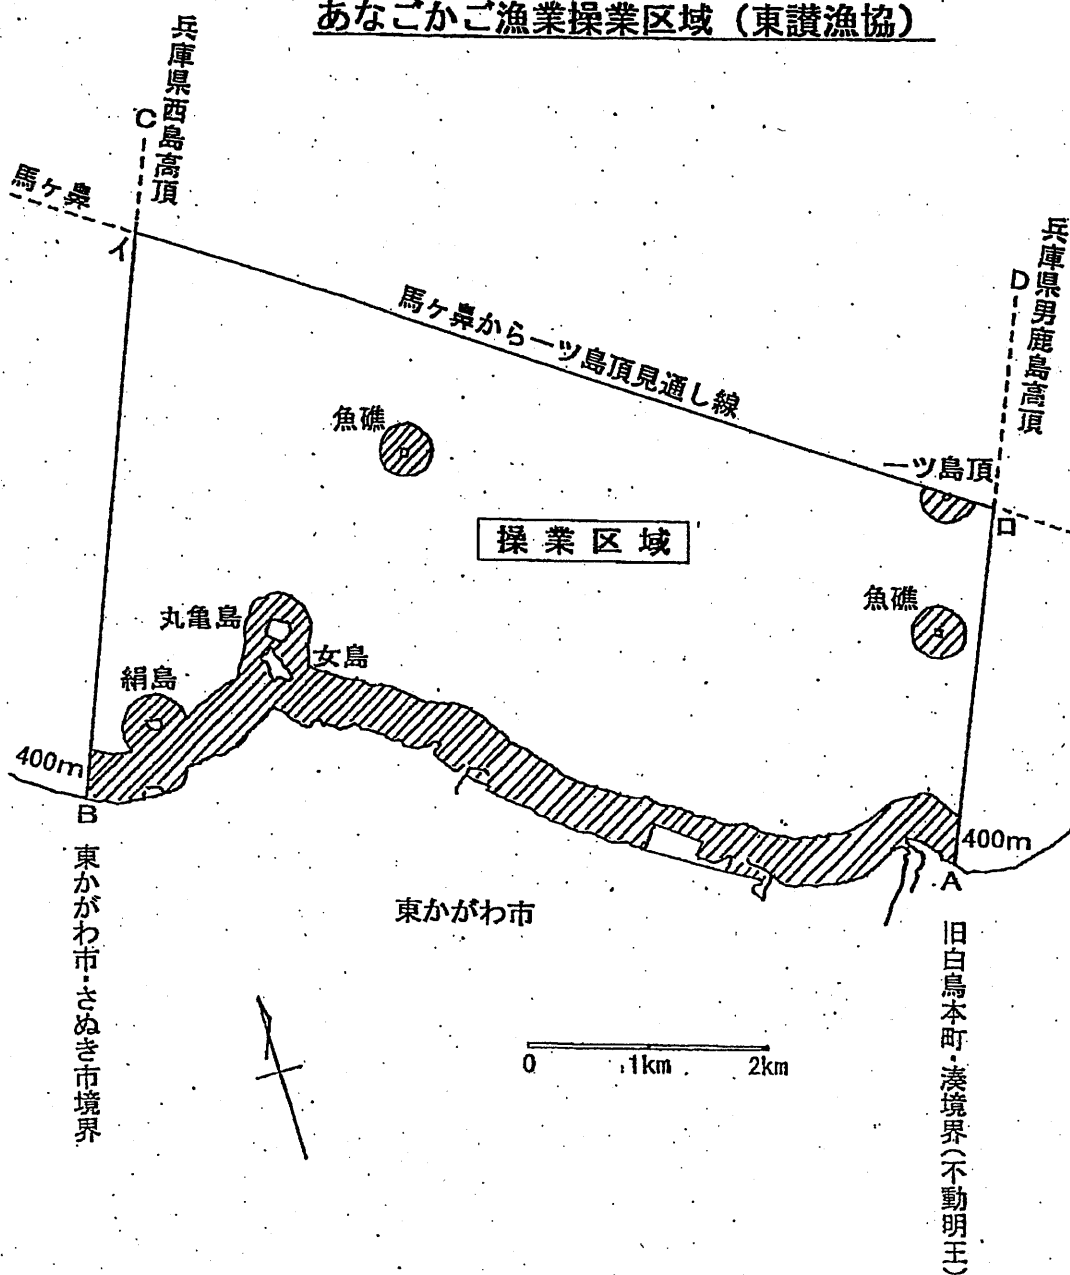 あなごかご漁業操業区域（東讃漁協）
兵庫県西島高頂
C
馬ヶ鼻
イ
兵庫県男鹿島高頂
D
馬ヶ鼻から一ツ島頂見通し線
魚礁
一ツ島頂
ロ
操業区域
魚礁
丸亀島
女島
絹島
400m
B
400m
A
東かがわ市・さぬき市境界
東かがわ市
旧白鳥本町・湊境界(不動明王)
0 1km 2km